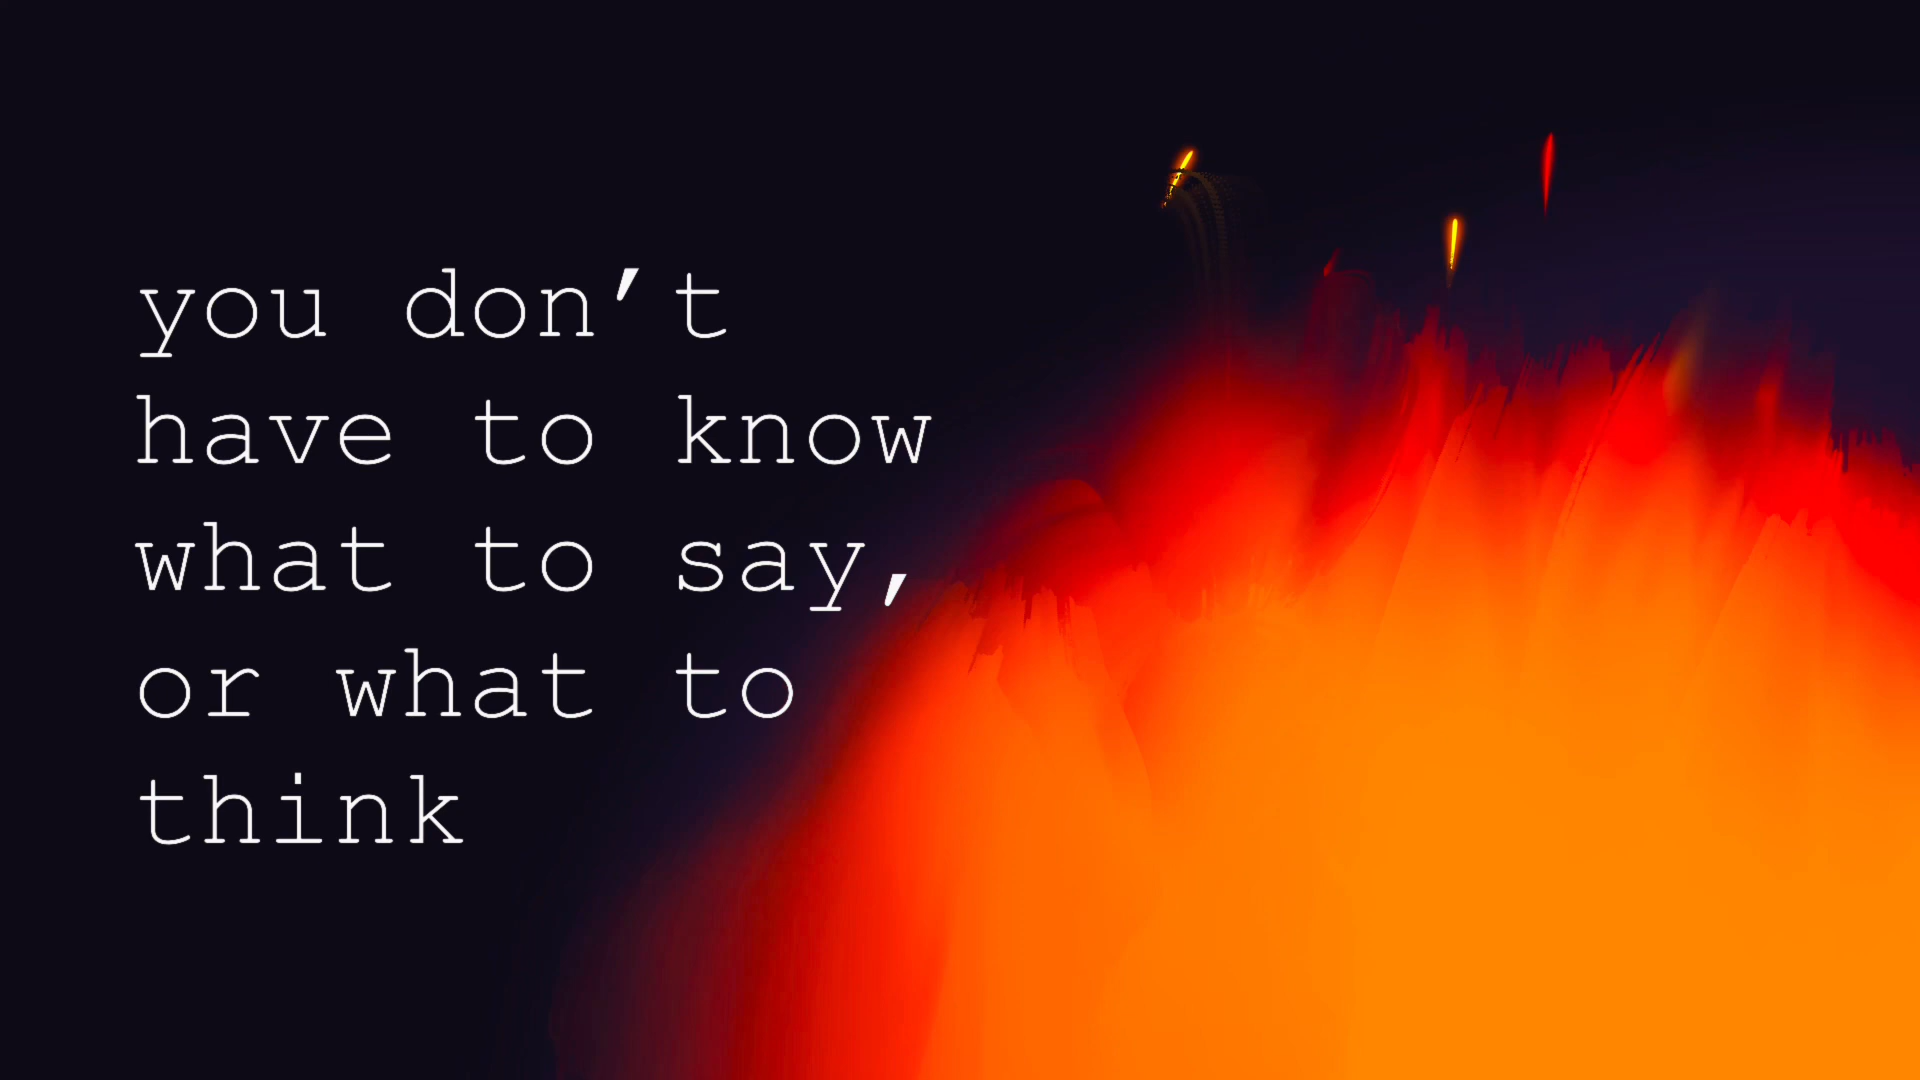 you don’t
have to know
what to say,
or what to
think